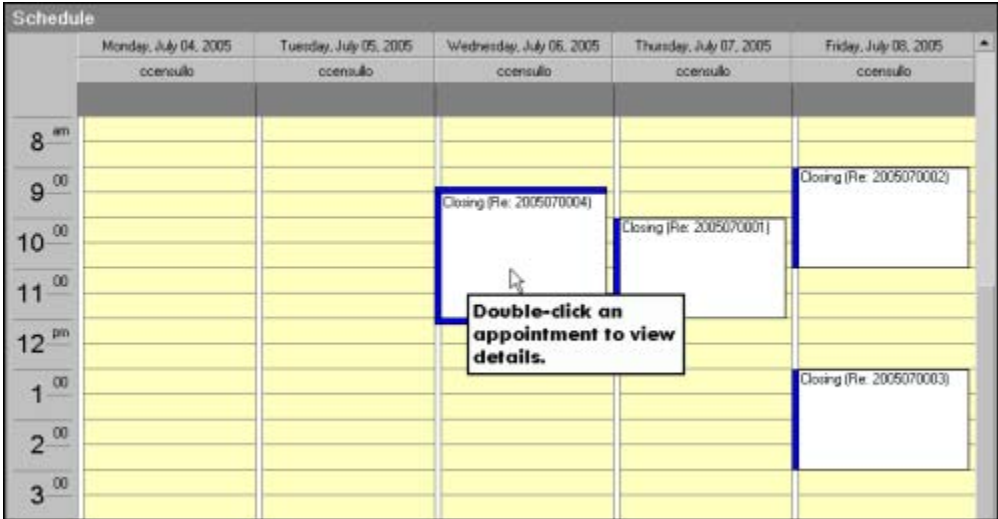 Schedule
Monday, July 04, 2005 Tuesday, July 05, 2005 Wednesday, July 06, 2005 Thursday, July 07, 2005 Friday, July 08, 2005
ccensullo ccensullo ccensullo ccensullo ccensullo
8 am
9 00
Closing (Re: 2005070002)
Closing (Re: 2005070004)
10 00
Closing (Re: 2005070001)
11 00
Double-click an
appointment to view
details.
12 pm
1 00
Closing (Re: 2005070003)
2 00
3 00